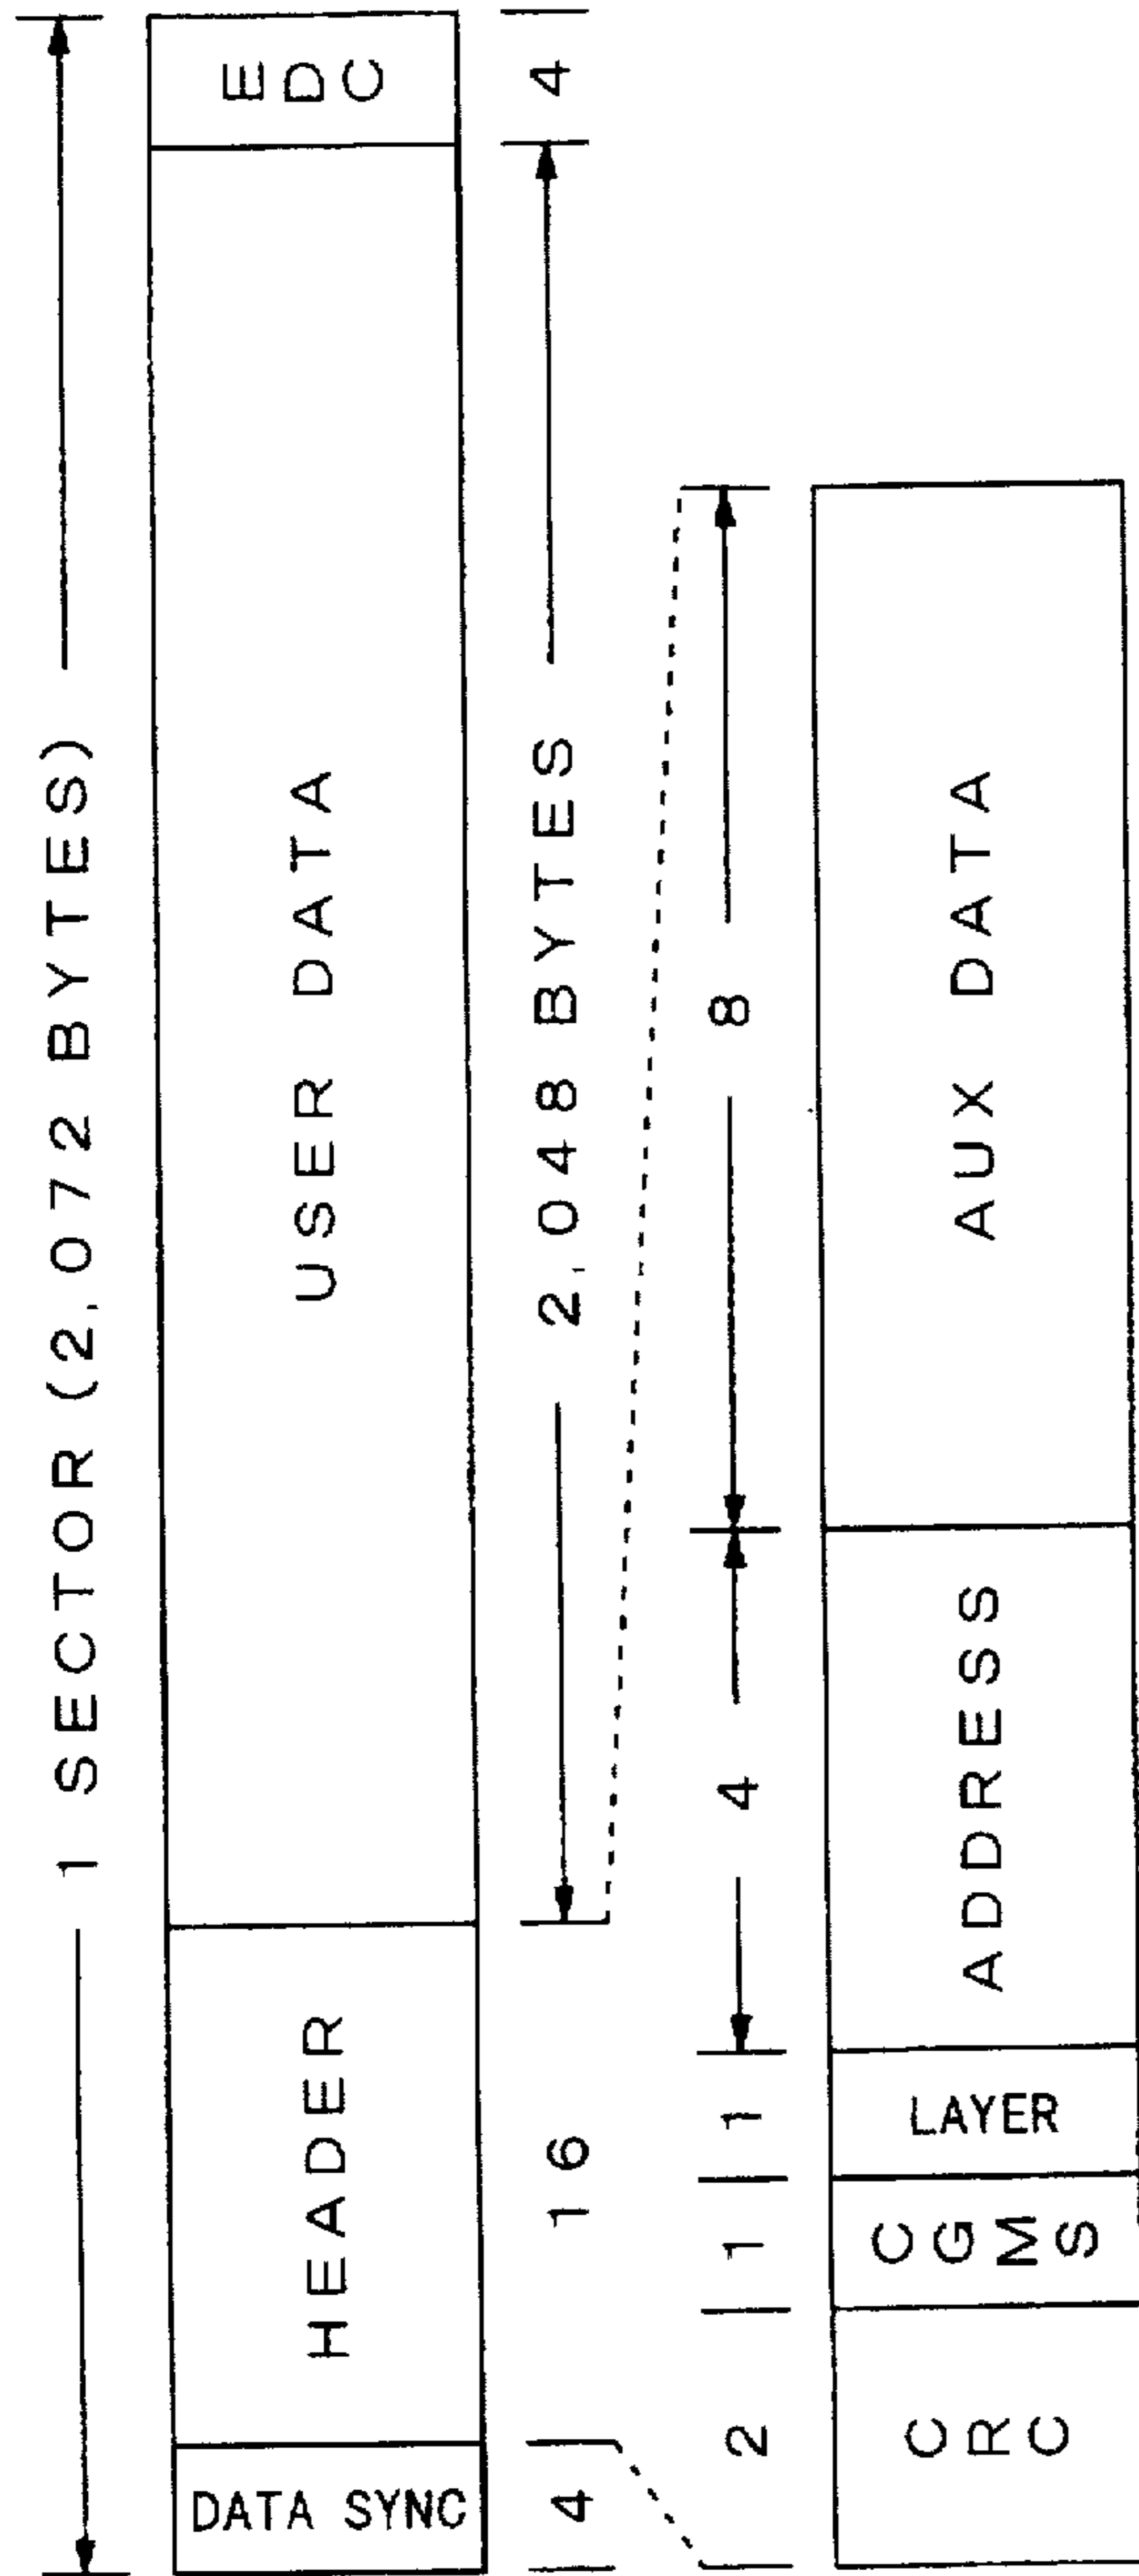 1 SECTOR (2,072 BYTES)
DATA SYNC
HEADER
USER DATA
EDC
4
16
2,048 BYTES
4
2
1
1
4
8
CRC
CGMS
LAYER
ADDRESS
AUX DATA